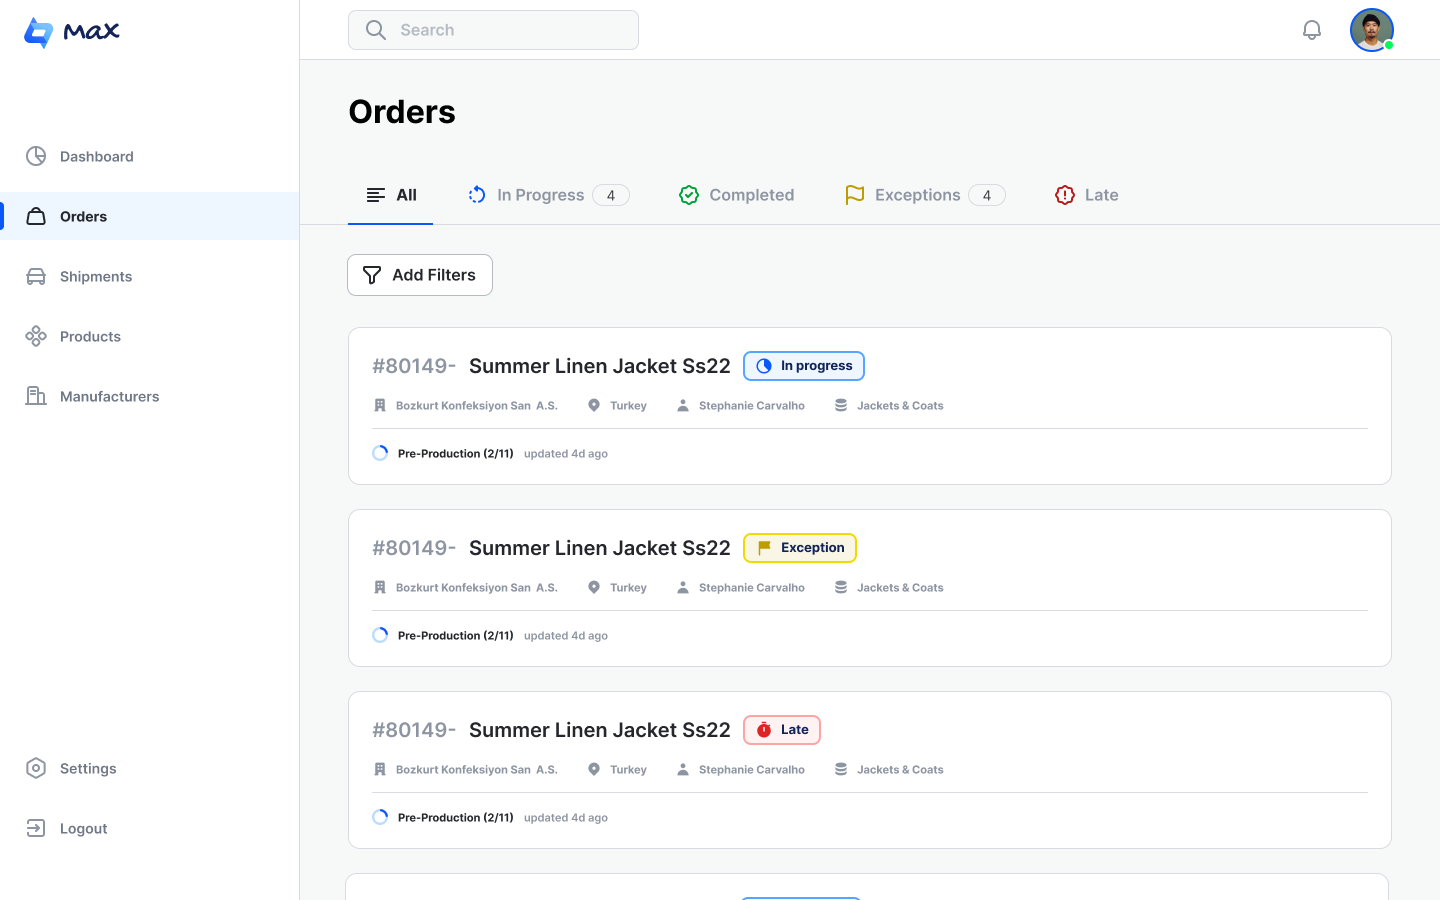 max
Search
Dashboard
Orders
Shipments
Products
Manufacturers
Settings
Logout
Orders
All
In Progress 4
Completed
Exceptions 4
Late
Add Filters
#80149- Summer Linen Jacket Ss22 In progress
Bozkurt Konfeksiyon San A.S. Turkey Stephanie Carvalho Jackets & Coats
Pre-Production (2/11) updated 4d ago
#80149- Summer Linen Jacket Ss22 Exception
Bozkurt Konfeksiyon San A.S. Turkey Stephanie Carvalho Jackets & Coats
Pre-Production (2/11) updated 4d ago
#80149- Summer Linen Jacket Ss22 Late
Bozkurt Konfeksiyon San A.S. Turkey Stephanie Carvalho Jackets & Coats
Pre-Production (2/11) updated 4d ago